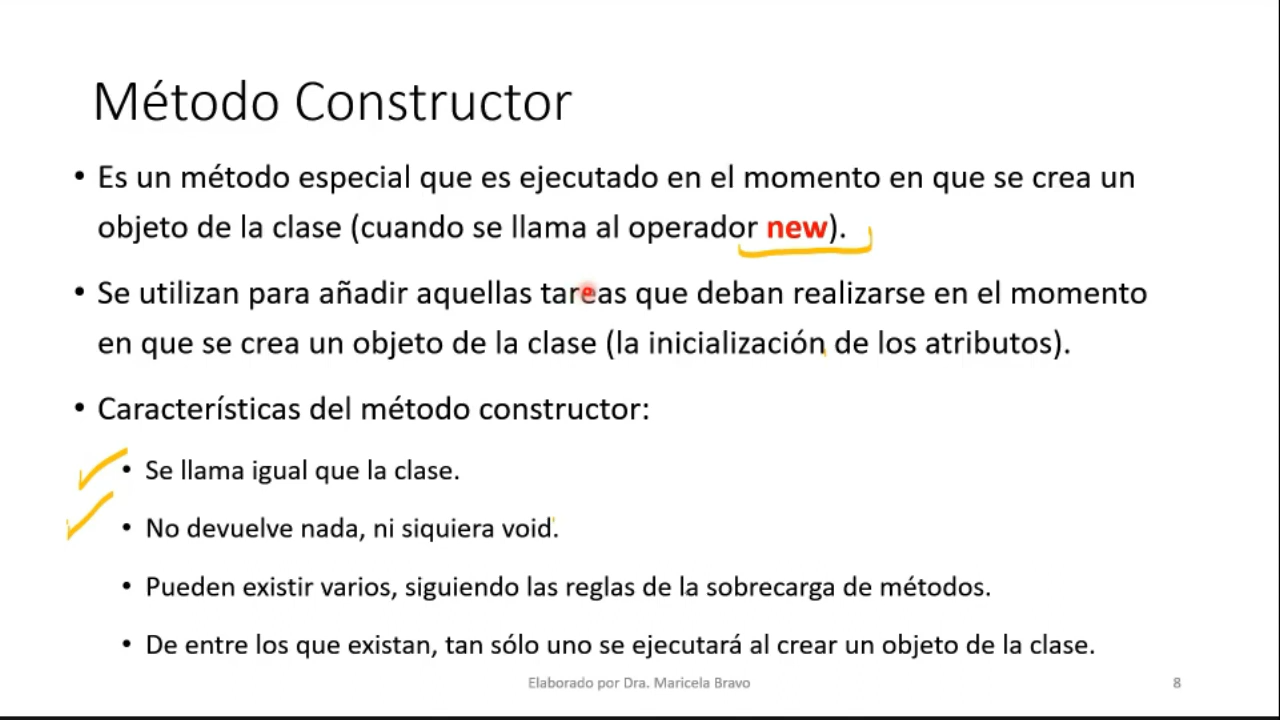 Método Constructor
• Es un método especial que es ejecutado en el momento en que se crea un
objeto de la clase (cuando se llama al operador new).
• Se utilizan para añadir aquellas tareas que deban realizarse en el momento
en que se crea un objeto de la clase (la inicialización de los atributos).
• Características del método constructor:
• Se llama igual que la clase.
• No devuelve nada, ni siquiera void.
• Pueden existir varios, siguiendo las reglas de la sobrecarga de métodos.
• De entre los que existan, tan sólo uno se ejecutará al crear un objeto de la clase.
Elaborado por Dra. Maricela Bravo
8